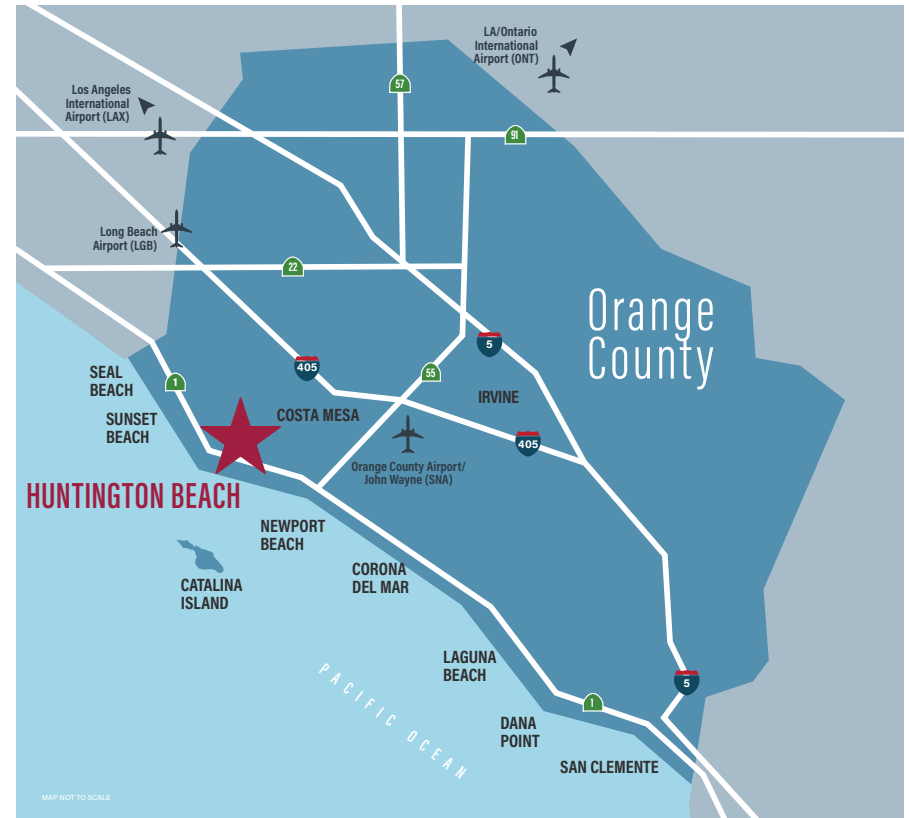 LA/Ontario
International
Airport (ONT)
57
Los Angeles
International
Airport (LAX)
91
Long Beach
Airport (LGB)
22
Orange
County
5
405
55
SEAL
BEACH
1
IRVINE
SUNSET
BEACH
COSTA MESA
405
Orange County Airport/
John Wayne (SNA)
HUNTINGTON BEACH
NEWPORT
BEACH
CORONA
DEL MAR
CATALINA
ISLAND
LAGUNA
BEACH
PACIFIC OCEAN
5
1
DANA
POINT
SAN CLEMENTE
MAP NOT TO SCALE